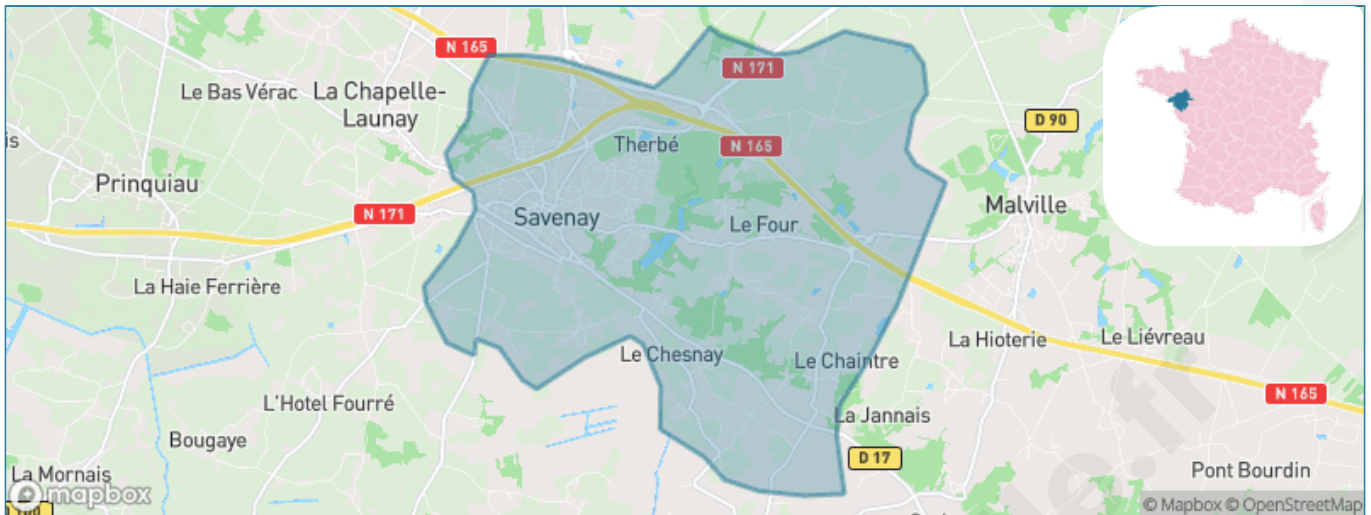 N 165
N 171
Le Bas Vérac
La Chapelle-
Launay
D 90
Therbé
is
N 165
Prinquiau
N 171
Savenay
Le Four
Malville
La Haie Ferrière
La Hioterie
Le Liévreau
Le Chesnay
Le Chaintre
N 165
L'Hotel Fourré
La Jannais
Bougaye
D 17
La Mornais
Pont Bourdin
mapbox
© Mapbox © OpenStreetMap